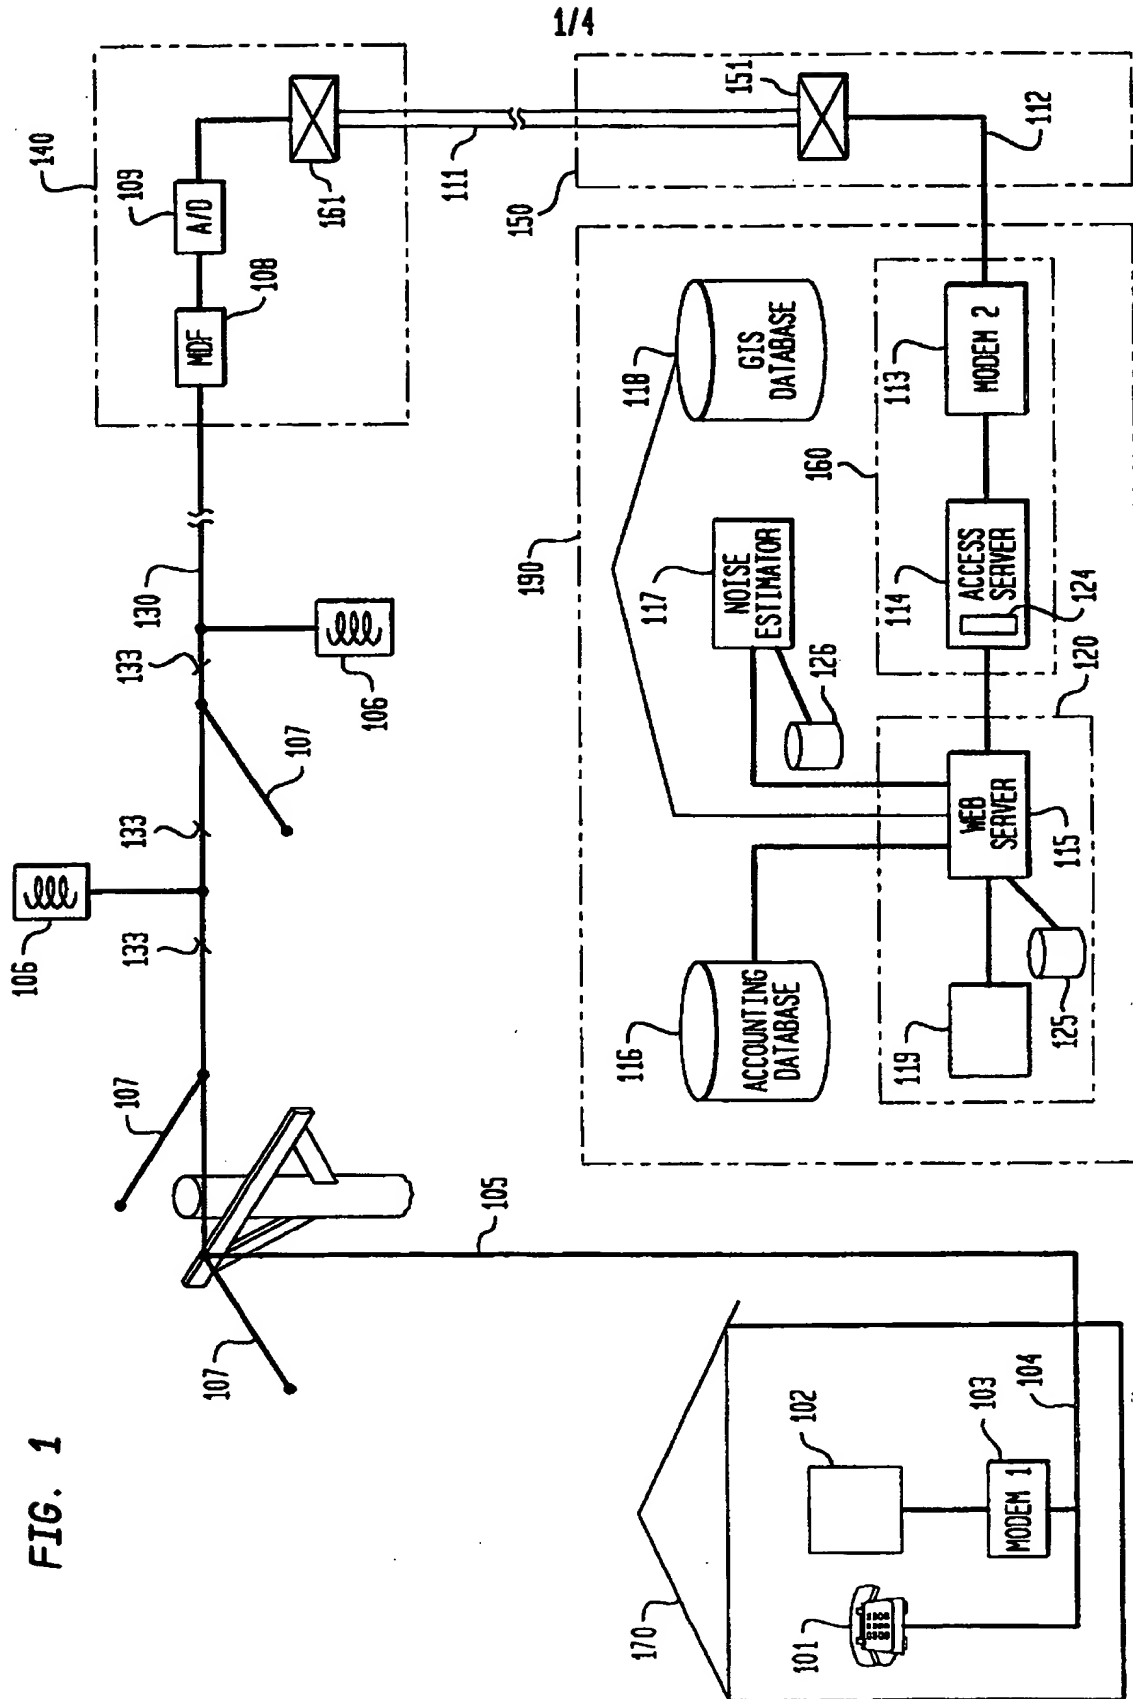 1/4
FIG. 1
140
109
A/D
MDF
108
161
111
130
133
106
107
133
106
133
107
107
105
150
151
112
190
118
GIS
DATABASE
117
NOISE
ESTIMATOR
126
116
ACCOUNTING
DATABASE
160
113
MODEM 2
114
ACCESS
SERVER
124
120
WEB
SERVER
115
119
125
170
101
102
103
MODEM 1
104